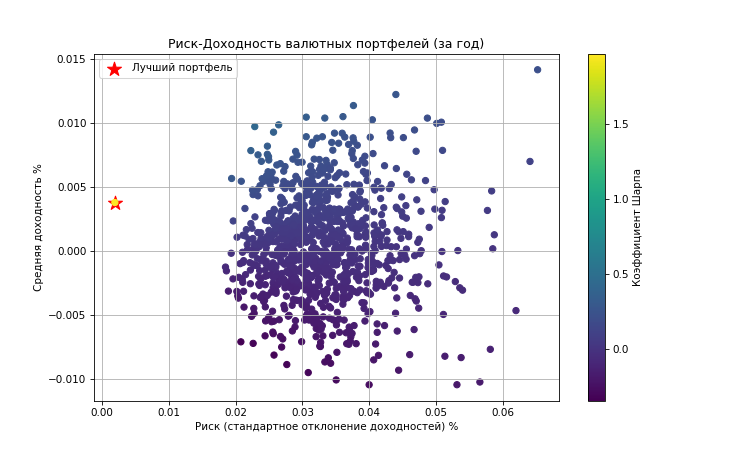 Риск-Доходность валютных портфелей (за год)
Лучший портфель
Средняя доходность %
0.015
0.010
0.005
0.000
−0.005
−0.010
0.00 0.01 0.02 0.03 0.04 0.05 0.06
Риск (стандартное отклонение доходностей) %
1.5
1.0
0.5
0.0
Коэффициент Шарпа